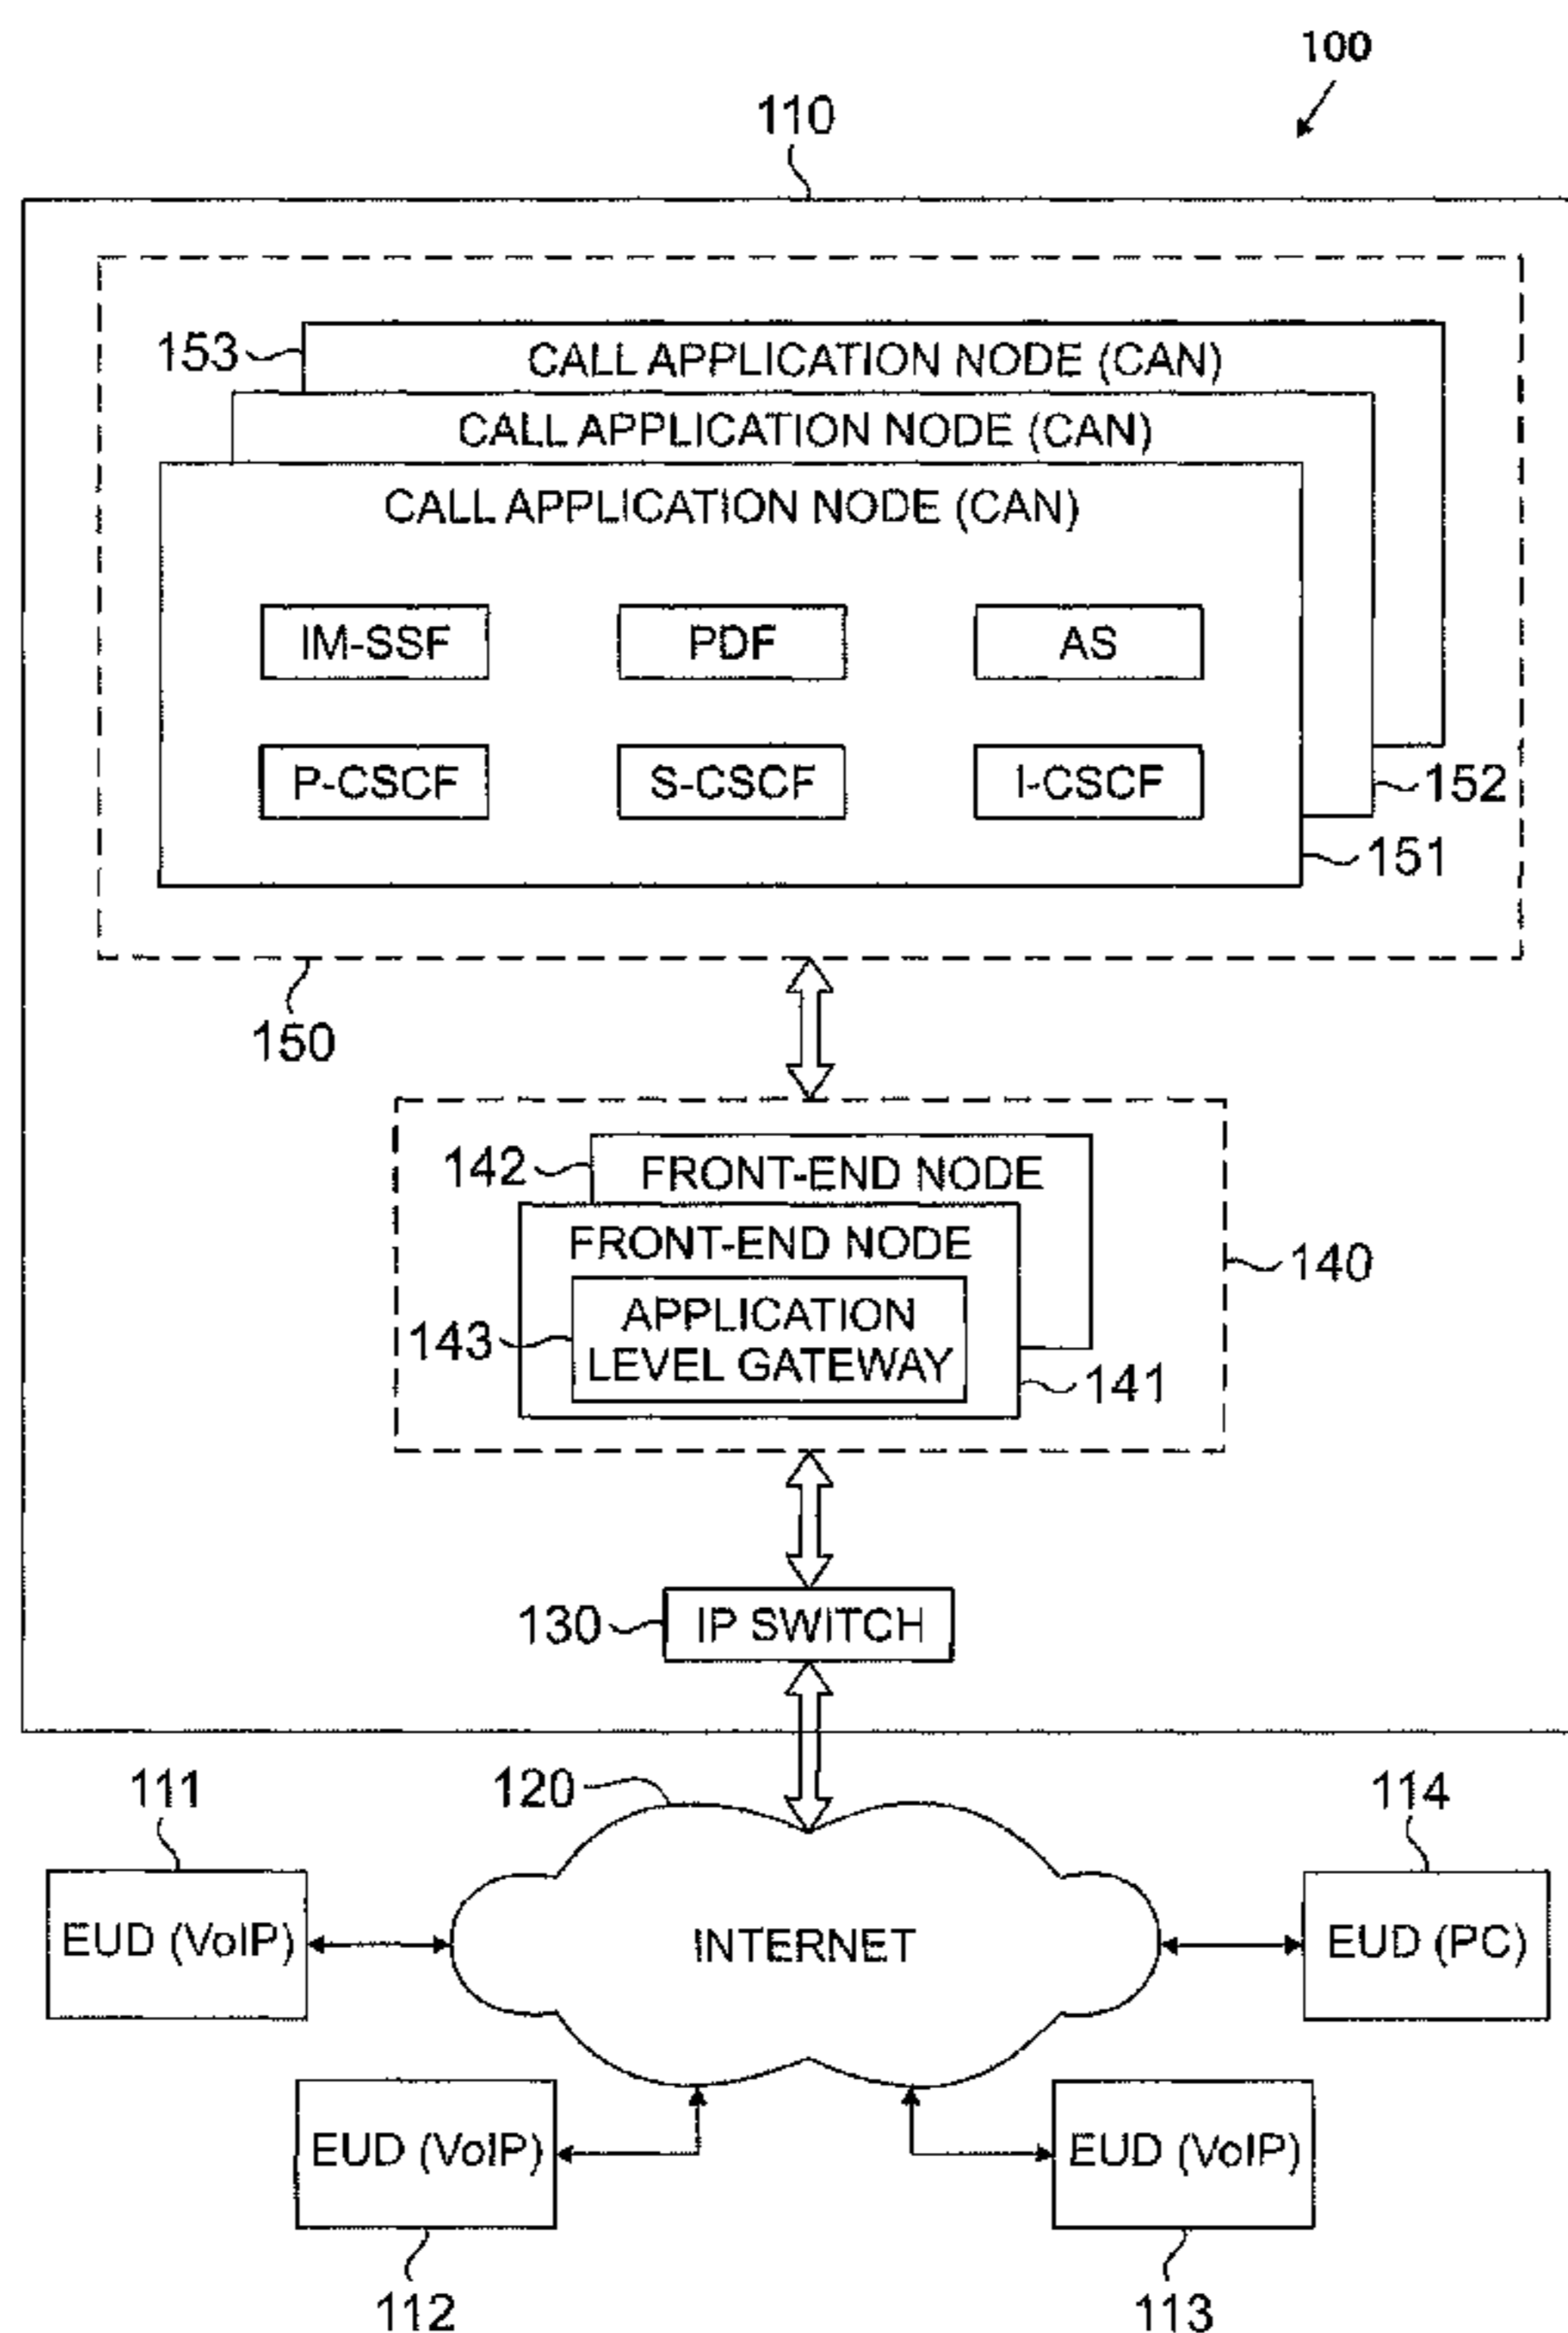 100
110
153
CALL APPLICATION NODE (CAN)
CALL APPLICATION NODE (CAN)
CALL APPLICATION NODE (CAN)
IM-SSF
PDF
AS
P-CSCF
S-CSCF
I-CSCF
152
151
150
142
FRONT-END NODE
FRONT-END NODE
140
143
APPLICATION
LEVEL GATEWAY
141
130
IP SWITCH
111
120
114
EUD (VoIP)
INTERNET
EUD (PC)
EUD (VoIP)
EUD (VoIP)
112
113